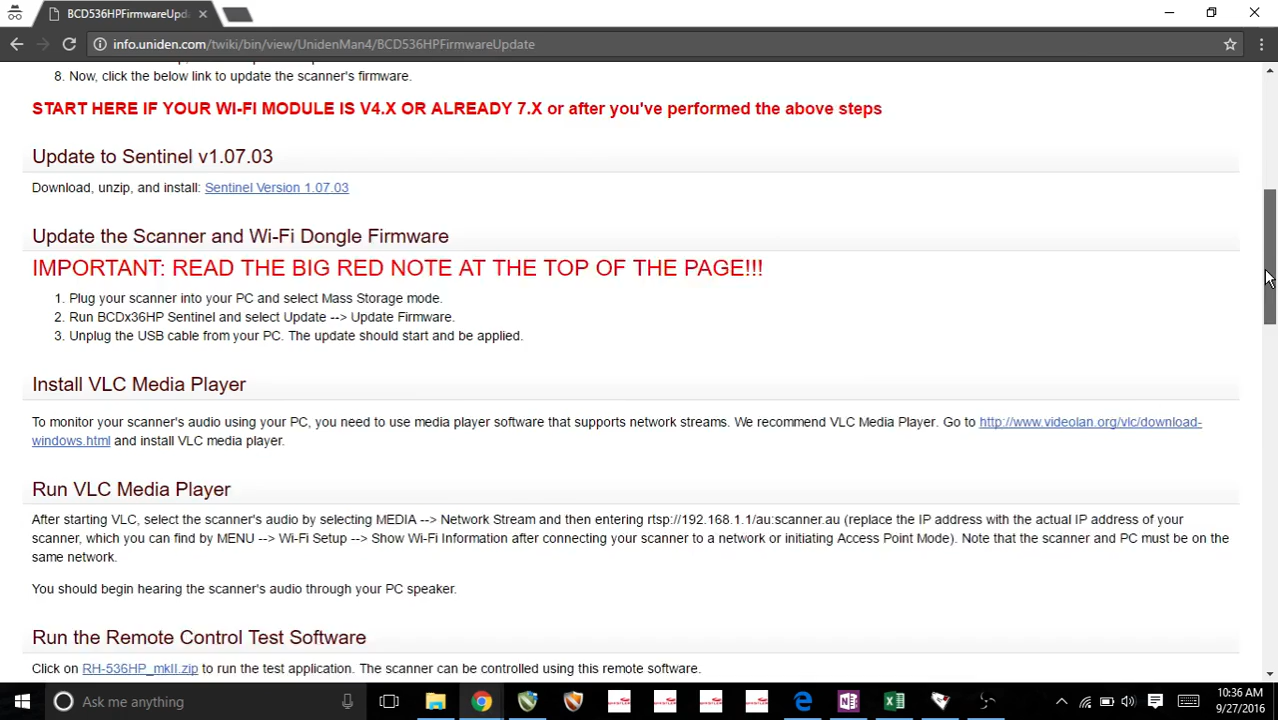 BCD536HPFirmwareUpd
info.uniden.com/twiki/bin/view/UnidenMan4/BCD536HPFirmwareUpdate
8. Now, click the below link to update the scanner's firmware.
START HERE IF YOUR WI-FI MODULE IS V4.X OR ALREADY 7.X or after you've performed the above steps
Update to Sentinel v1.07.03
Download, unzip, and install: Sentinel Version 1.07.03
Update the Scanner and Wi-Fi Dongle Firmware
IMPORTANT: READ THE BIG RED NOTE AT THE TOP OF THE PAGE!!!
1. Plug your scanner into your PC and select Mass Storage mode.
2. Run BCDx36HP Sentinel and select Update --> Update Firmware.
3. Unplug the USB cable from your PC. The update should start and be applied.
Install VLC Media Player
To monitor your scanner's audio using your PC, you need to use media player software that supports network streams. We recommend VLC Media Player. Go to http://www.videolan.org/vlc/download-
windows.html and install VLC media player.
Run VLC Media Player
After starting VLC, select the scanner's audio by selecting MEDIA --> Network Stream and then entering rtsp://192.168.1.1/au:scanner.au (replace the IP address with the actual IP address of your
scanner, which you can find by MENU --> Wi-Fi Setup --> Show Wi-Fi Information after connecting your scanner to a network or initiating Access Point Mode). Note that the scanner and PC must be on the
same network.
You should begin hearing the scanner's audio through your PC speaker.
Run the Remote Control Test Software
Click on RH-536HP_mkII.zip to run the test application. The scanner can be controlled using this remote software.
Ask me anything
10:36 AM
9/27/2016